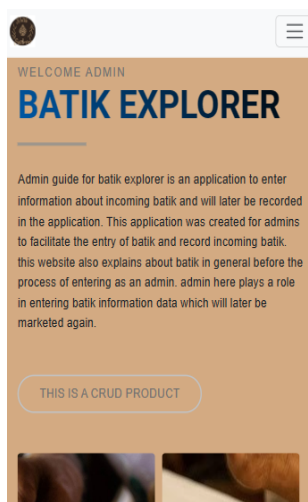 WELCOME ADMIN
BATIK EXPLORER
Admin guide for batik explorer is an application to enter
information about incoming batik and will later be recorded
in the application. This application was created for admins
to facilitate the entry of batik and record incoming batik.
this website also explains about batik in general before the
process of entering as an admin. admin here plays a role
in entering batik information data which will later be
marketed again.
THIS IS A CRUD PRODUCT